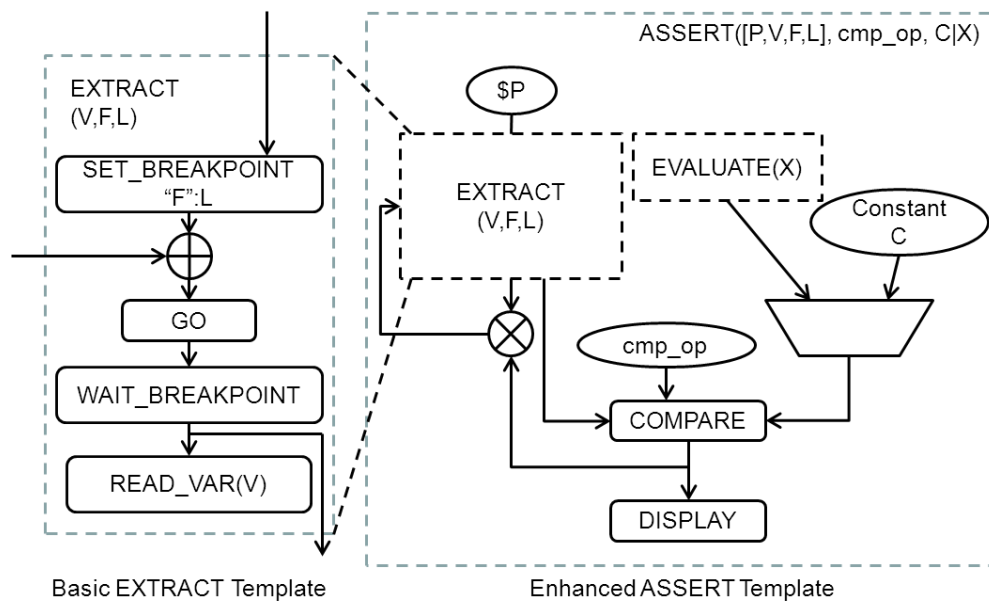 ASSERT([P,V,F,L], cmp_op, C|X)
EXTRACT
(V,F,L)
SET_BREAKPOINT
“F”:L
GO
WAIT_BREAKPOINT
READ_VAR(V)
$P
EXTRACT
(V,F,L)
EVALUATE(X)
Constant
C
cmp_op
COMPARE
DISPLAY
Basic EXTRACT Template
Enhanced ASSERT Template